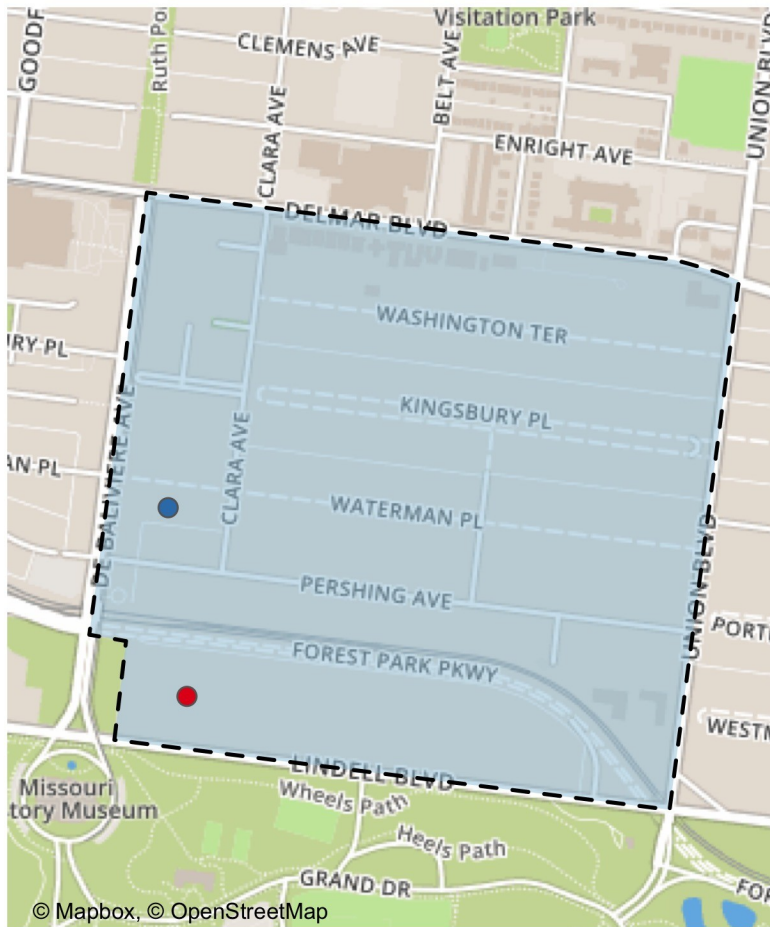 Visitation Park
GOODF
Ruth Po
CLEMENS AVE
BELT AVE
UNION BLVD
CLARA AVE
ENRIGHT AVE
DELMAR BLVD
WASHINGTON TER
URY PL
KINGSBURY PL
DE BALIVIERE AVE
CLARA AVE
AN PL
WATERMAN PL
UNION BLVD
PERSHING AVE
PORT
FOREST PARK PKWY
WESTM
LINDELL BLVD
Missouri
tory Museum
Wheels Path
Heels Path
GRAND DR
FOR
© Mapbox, © OpenStreetMap